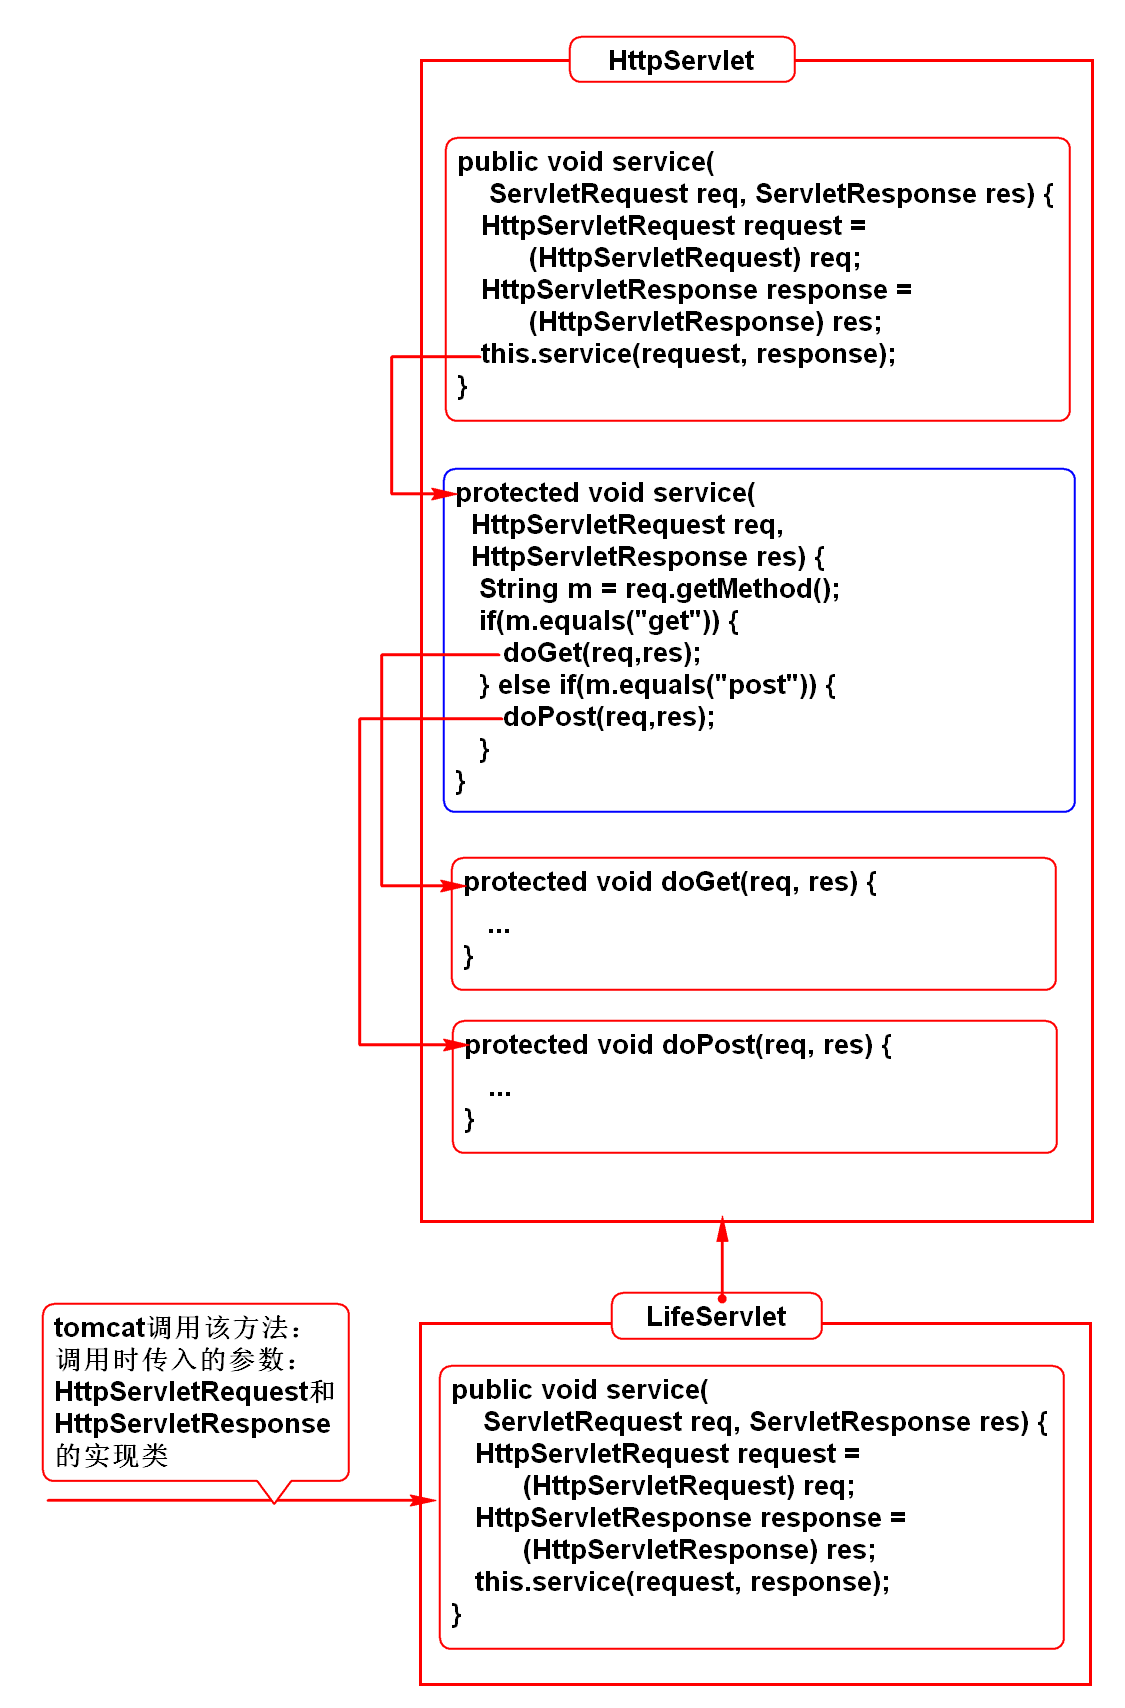 HttpServlet
public void service(
ServletRequest req, ServletResponse res) {
HttpServletRequest request =
(HttpServletRequest) req;
HttpServletResponse response =
(HttpServletResponse) res;
this.service(request, response);
}
protected void service(
HttpServletRequest req,
HttpServletResponse res) {
String m = req.getMethod();
if(m.equals("get")) {
doGet(req,res);
} else if(m.equals("post")) {
doPost(req,res);
}
}
protected void doGet(req, res) {
...
}
protected void doPost(req, res) {
...
}
LifeServlet
tomcat调用该方法：
调用时传入的参数：
HttpServletRequest和
HttpServletResponse
的实现类
public void service(
ServletRequest req, ServletResponse res) {
HttpServletRequest request =
(HttpServletRequest) req;
HttpServletResponse response =
(HttpServletResponse) res;
this.service(request, response);
}